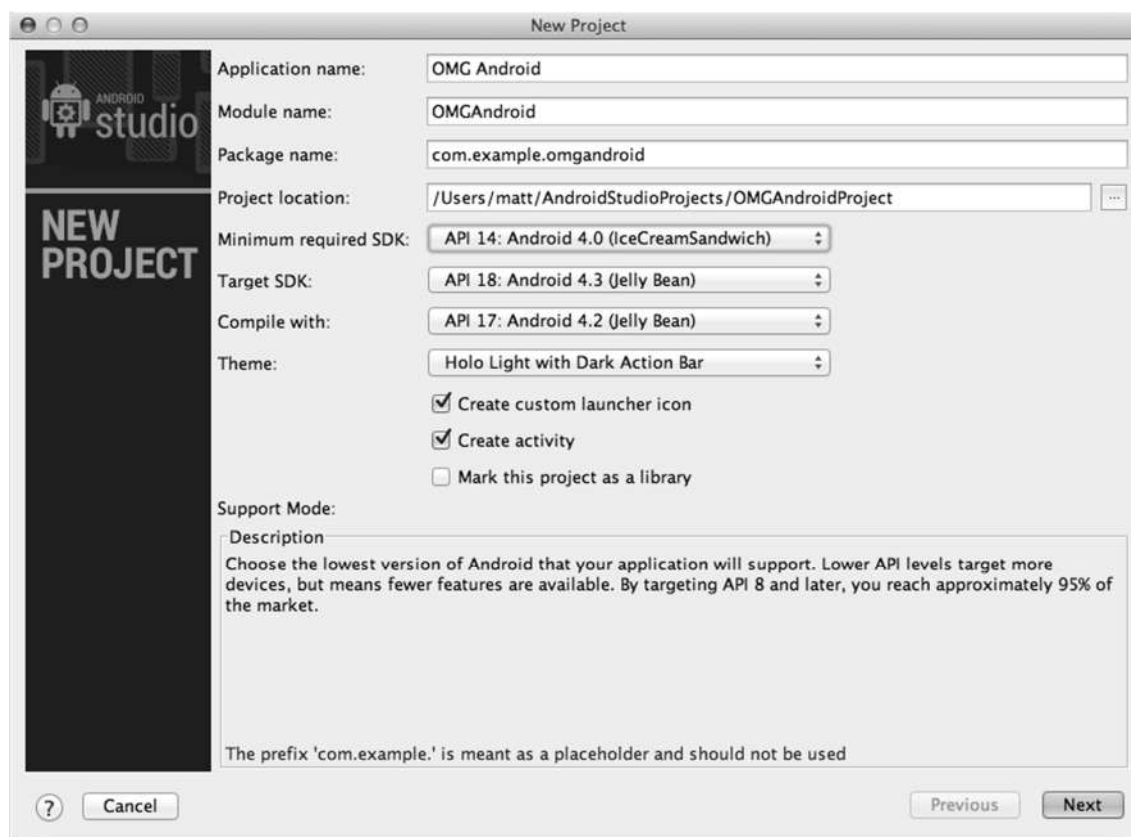 New Project
ANDROID
studio
NEW
PROJECT
Application name: OMG Android
Module name: OMGAndroid
Package name: com.example.omgandroid
Project location: /Users/matt/AndroidStudioProjects/OMGAndroidProject ...
Minimum required SDK: API 14: Android 4.0 (IceCreamSandwich)
Target SDK: API 18: Android 4.3 (Jelly Bean)
Compile with: API 17: Android 4.2 (Jelly Bean)
Theme: Holo Light with Dark Action Bar
Create custom launcher icon
Create activity
Mark this project as a library
Support Mode:
Description
Choose the lowest version of Android that your application will support. Lower API levels target more
devices, but means fewer features are available. By targeting API 8 and later, you reach approximately 95% of
the market.
The prefix 'com.example.' is meant as a placeholder and should not be used
? Cancel Previous Next